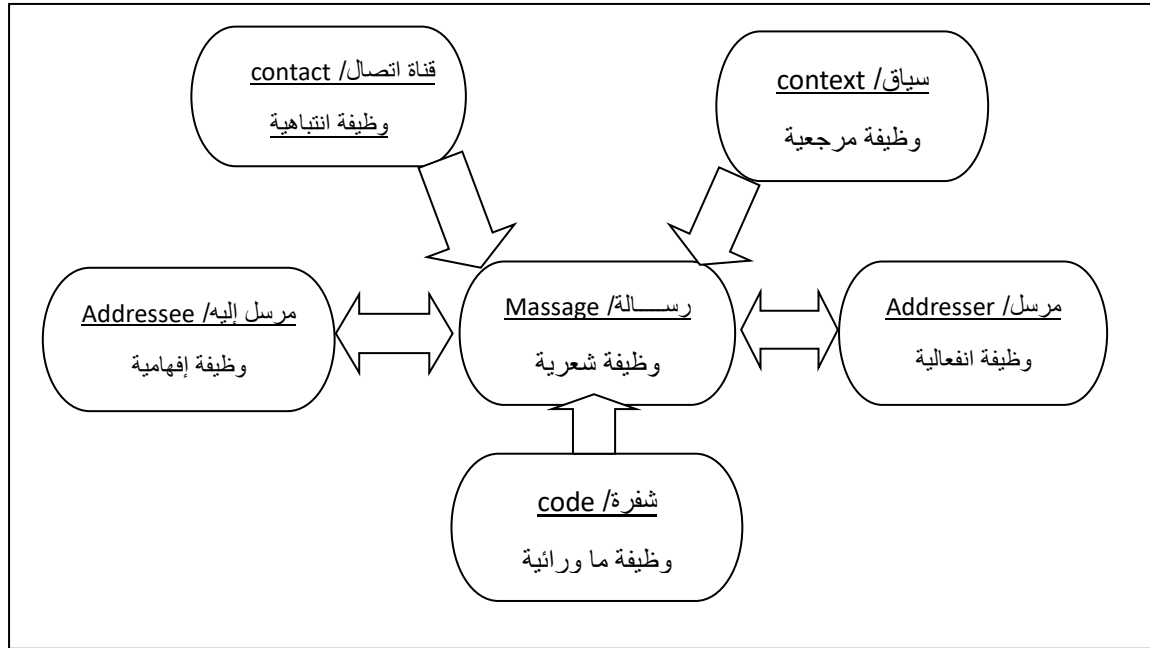 سياق/ context
وظيفة مرجعية
قناة اتصال/ contact
وظيفة انتباهية
مرسل/ Addresser
وظيفة انفعالية
رســـــالة/ Massage
وظيفة شعرية
مرسل إليه/ Addressee
وظيفة إفهامية
شفرة/ code
وظيفة ما ورائية